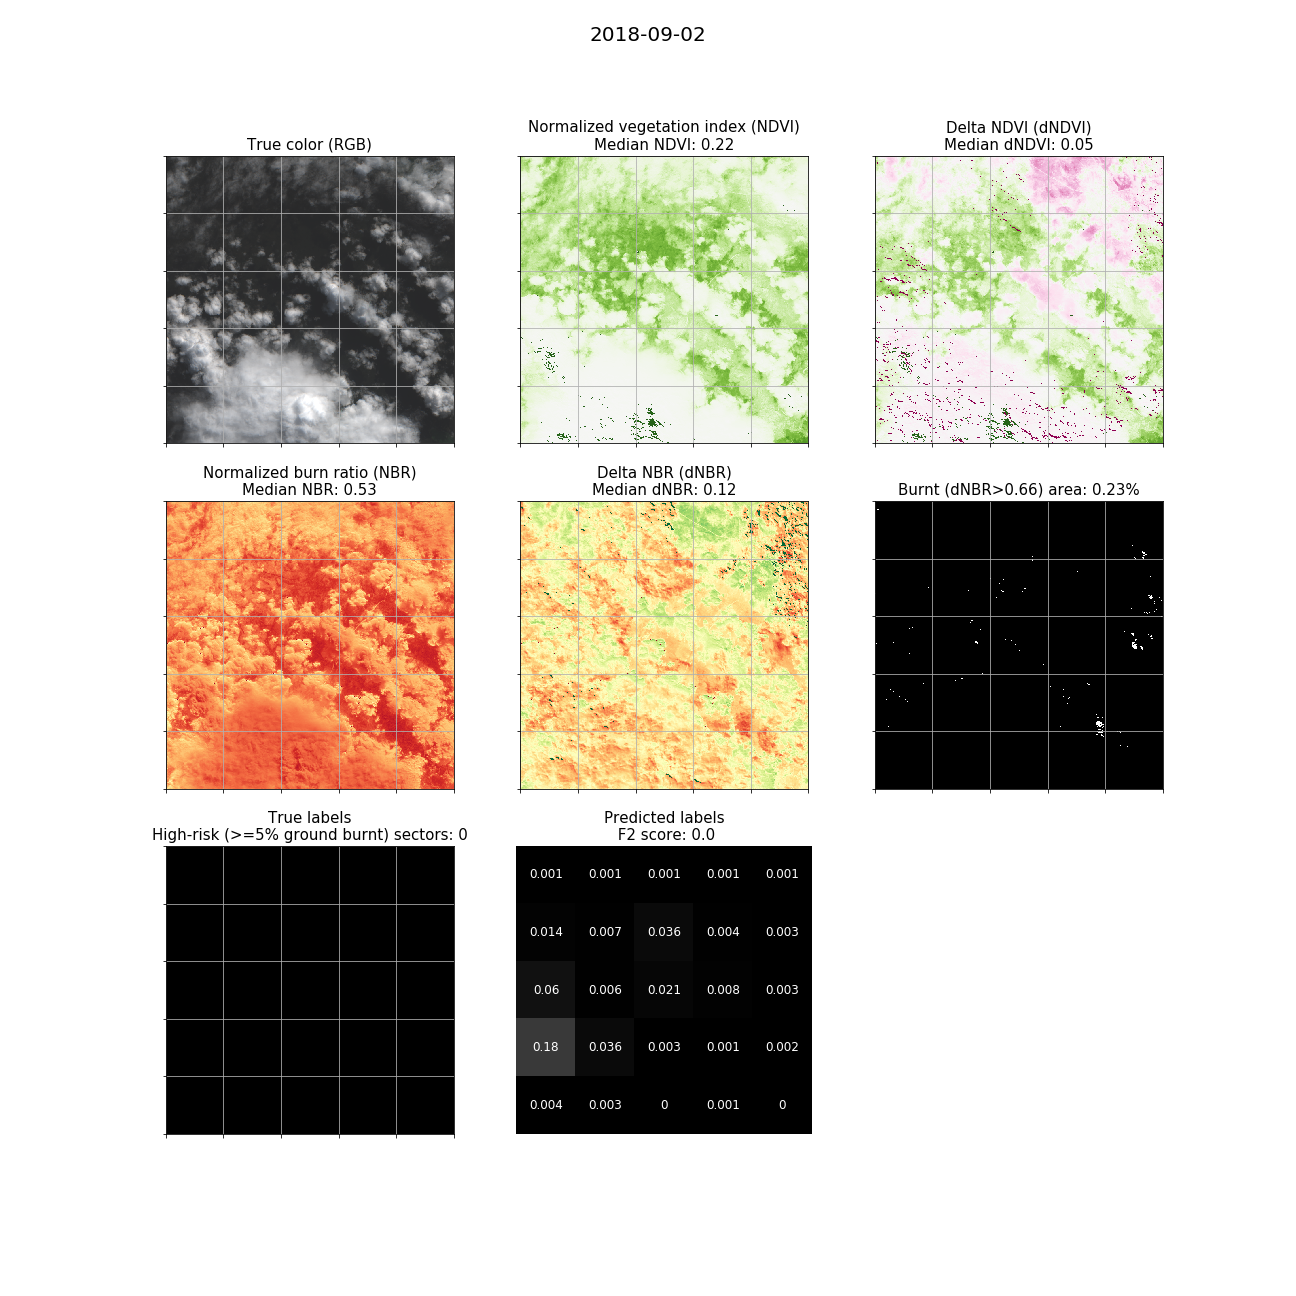 2018-09-02
True color (RGB)
Normalized vegetation index (NDVI)
Median NDVI: 0.22
Delta NDVI (dNDVI)
Median dNDVI: 0.05
Normalized burn ratio (NBR)
Median NBR: 0.53
Delta NBR (dNBR)
Median dNBR: 0.12
Burnt (dNBR>0.66) area: 0.23%
True labels
High-risk (>=5% ground burnt) sectors: 0
Predicted labels
F2 score: 0.0
0.001 0.001 0.001 0.001 0.001
0.014 0.007 0.036 0.004 0.003
0.06 0.006 0.021 0.008 0.003
0.18 0.036 0.003 0.001 0.002
0.004 0.003 0 0.001 0